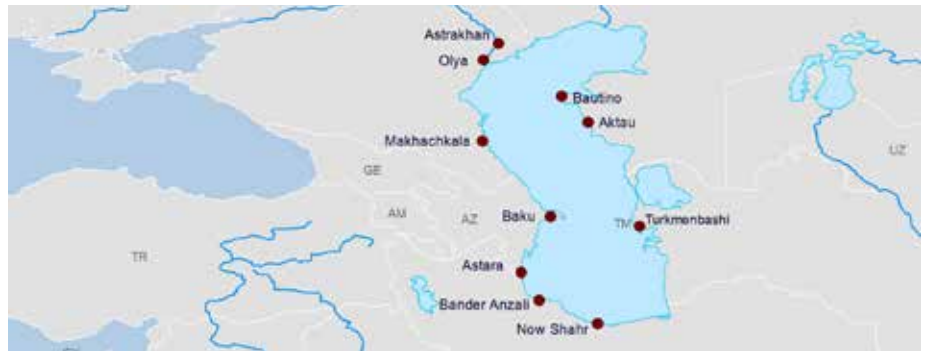 Astrakhan
Olya
Bautino
Aktau
Makhachkala
UZ
GE
AM
AZ
Baku
TM
Turkmenbashi
TR
Astara
Bander Anzali
Now Shahr